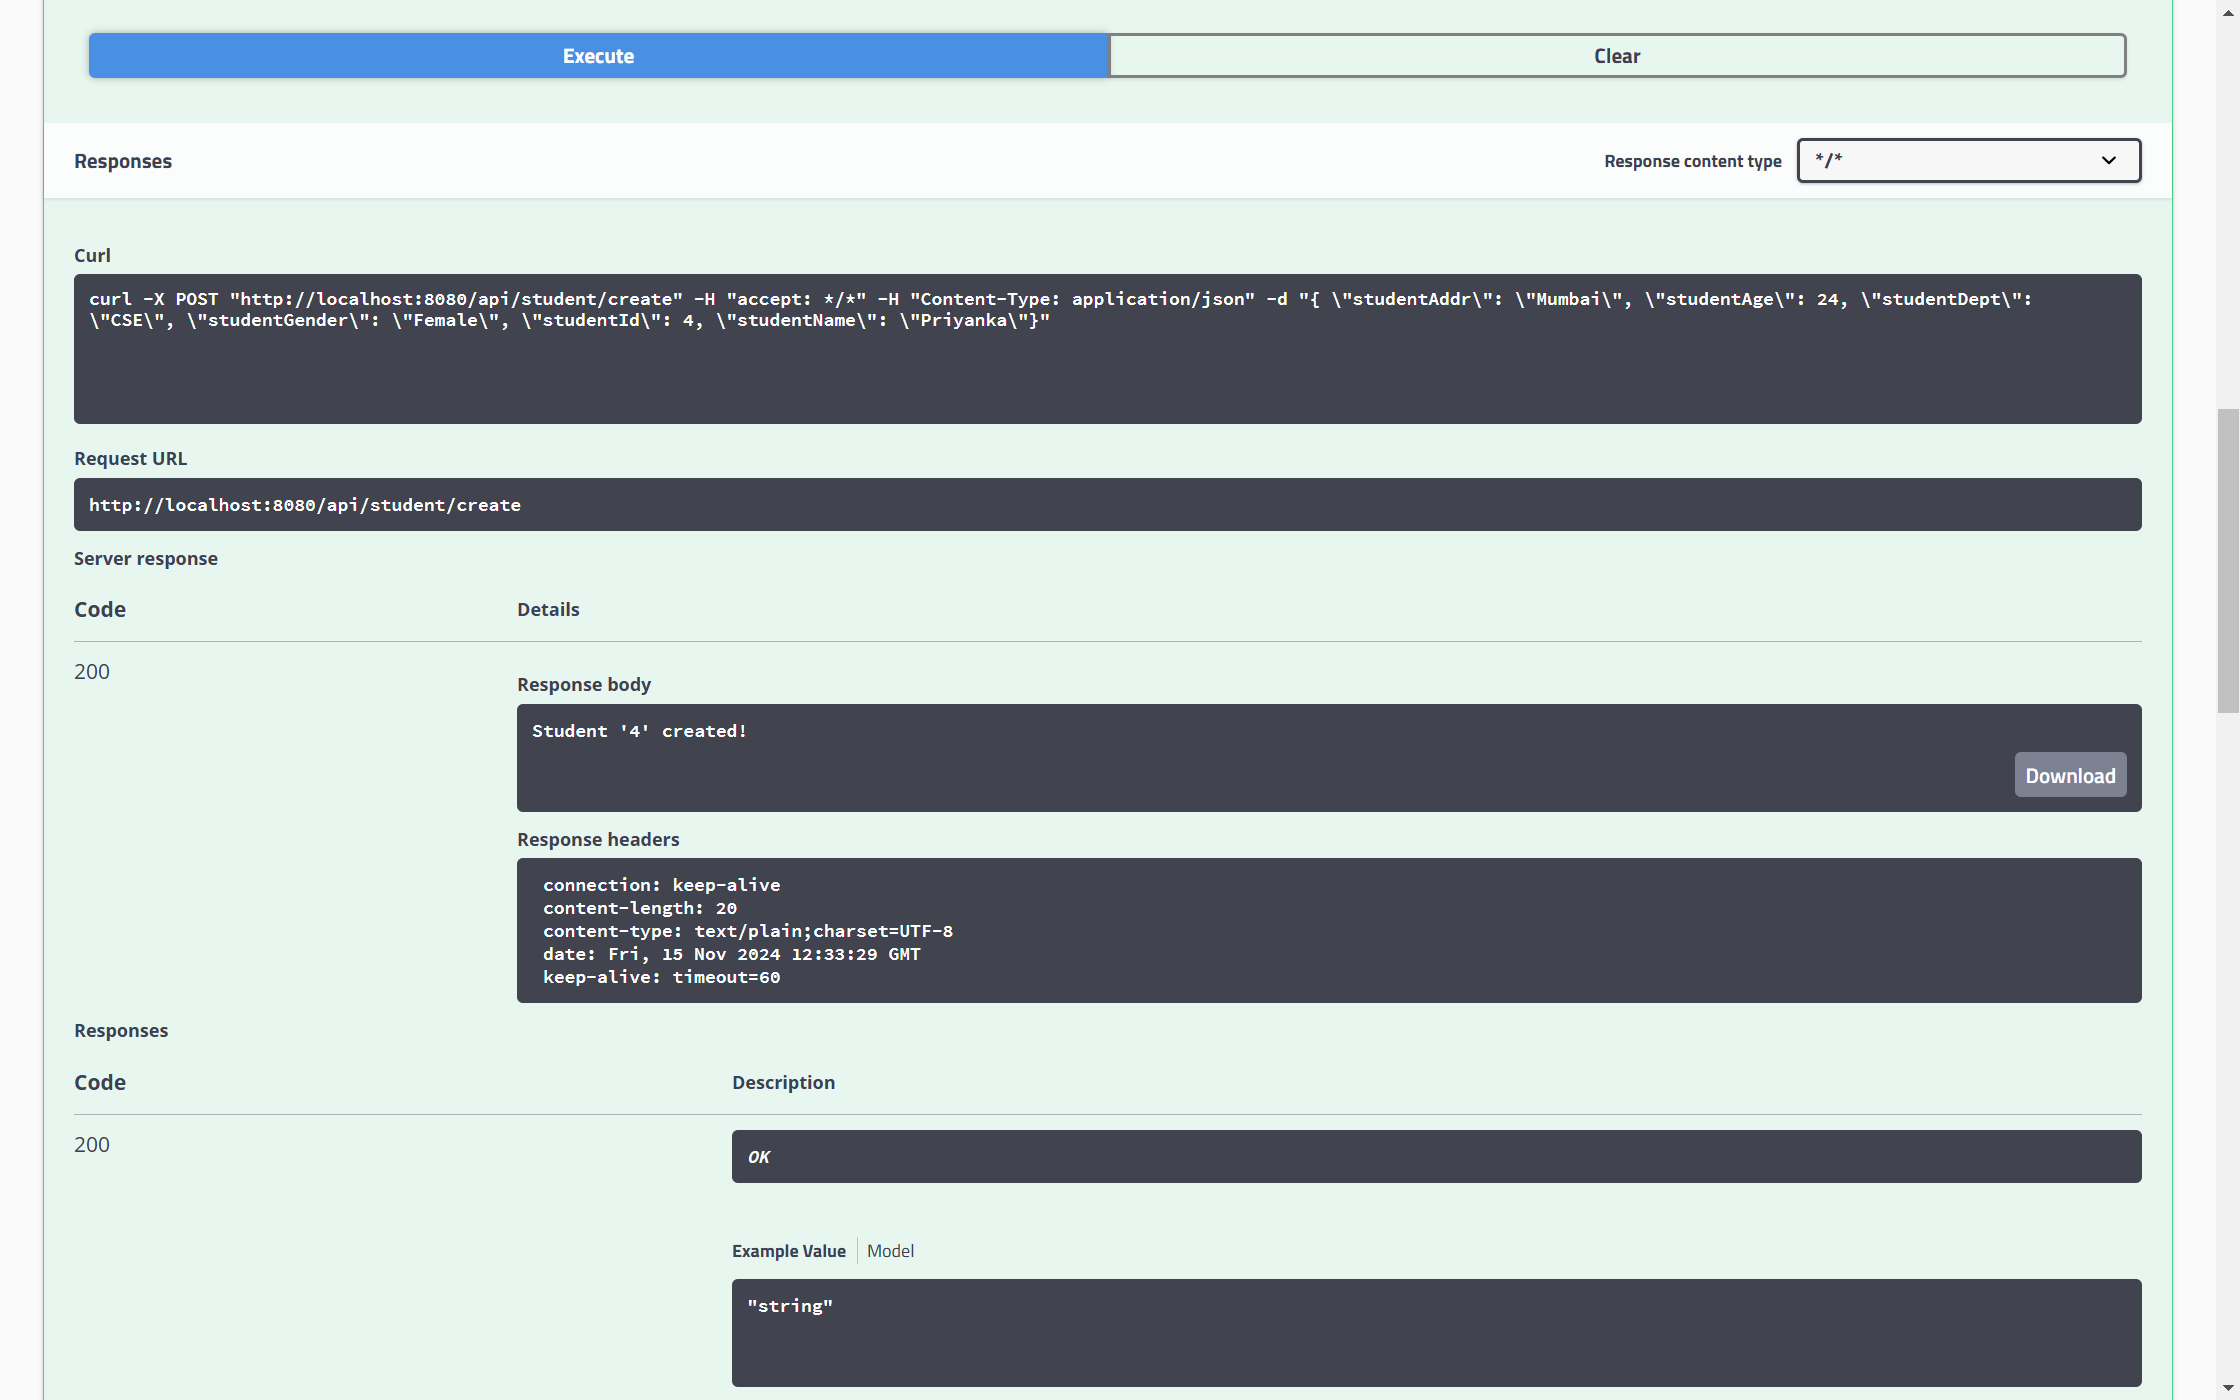 Execute
Clear
Responses
Response content type
*/*
Curl
curl -X POST "http://localhost:8080/api/student/create" -H "accept: */*" -H "Content-Type: application/json" -d "{ \"studentAddr\": \"Mumbai\", \"studentAge\": 24, \"studentDept\":
\"CSE\", \"studentGender\": \"Female\", \"studentId\": 4, \"studentName\": \"Priyanka\"}"
Request URL
http://localhost:8080/api/student/create
Server response
Code
Details
200
Response body
Student '4' created!
Download
Response headers
connection: keep-alive
content-length: 20
content-type: text/plain;charset=UTF-8
date: Fri, 15 Nov 2024 12:33:29 GMT
keep-alive: timeout=60
Responses
Code
Description
200
OK
Example Value
Model
"string"